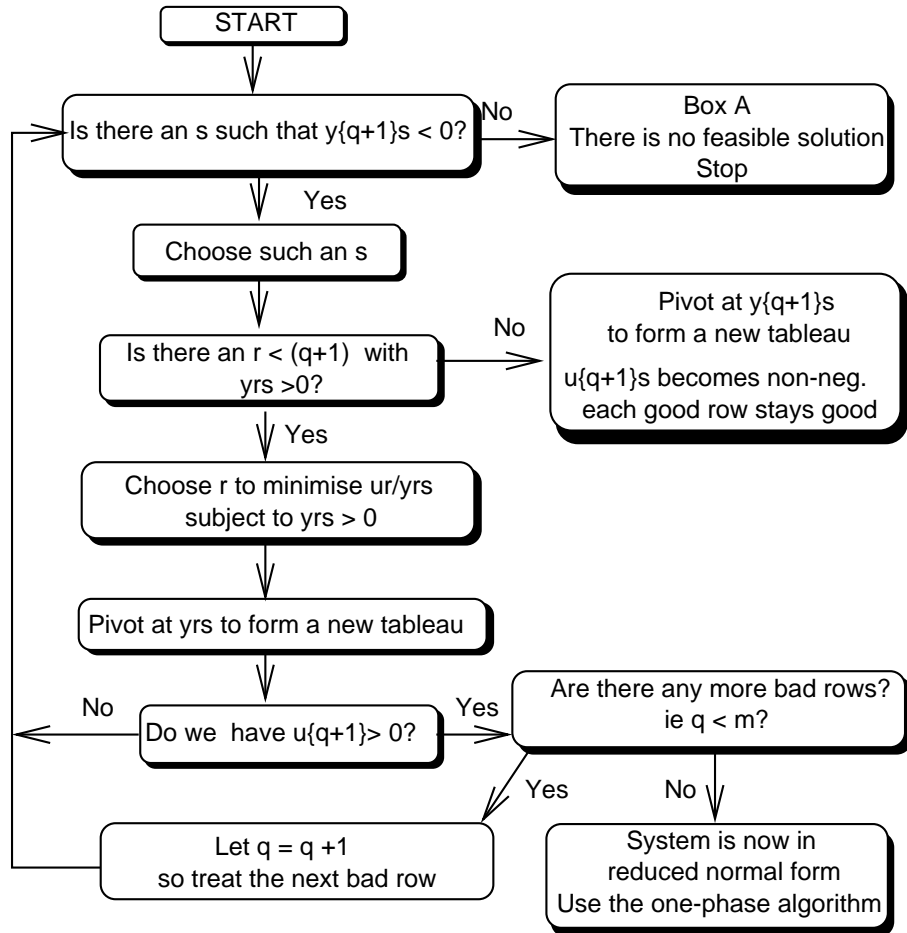 START
Is there an s such that y{q+1}s < 0?
No
Box A
There is no feasible solution
Stop
Yes
Choose such an s
Is there an r < (q+1) with
yrs >0?
No
Pivot at y{q+1}s
to form a new tableau
u{q+1}s becomes non-neg.
each good row stays good
Yes
Choose r to minimise ur/yrs
subject to yrs > 0
Pivot at yrs to form a new tableau
No
Do we have u{q+1}> 0?
Yes
Are there any more bad rows?
ie q < m?
Yes
No
Let q = q +1
so treat the next bad row
System is now in
reduced normal form
Use the one-phase algorithm